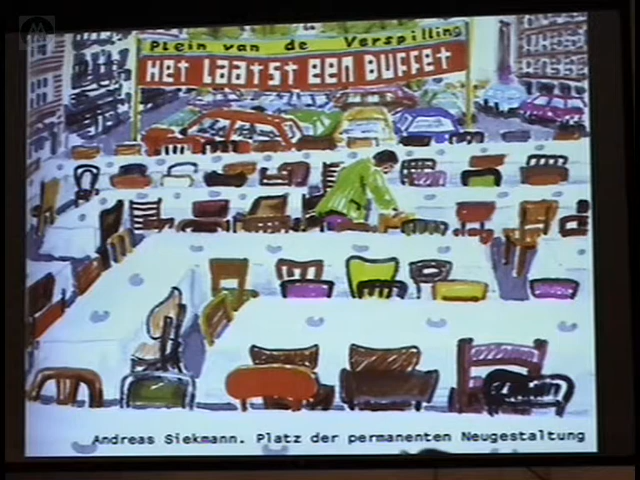 Plein van de Verspilling
HET LAATST EEN BUFFET
Andreas Siekmann. Platz der permanenten Neugestaltung